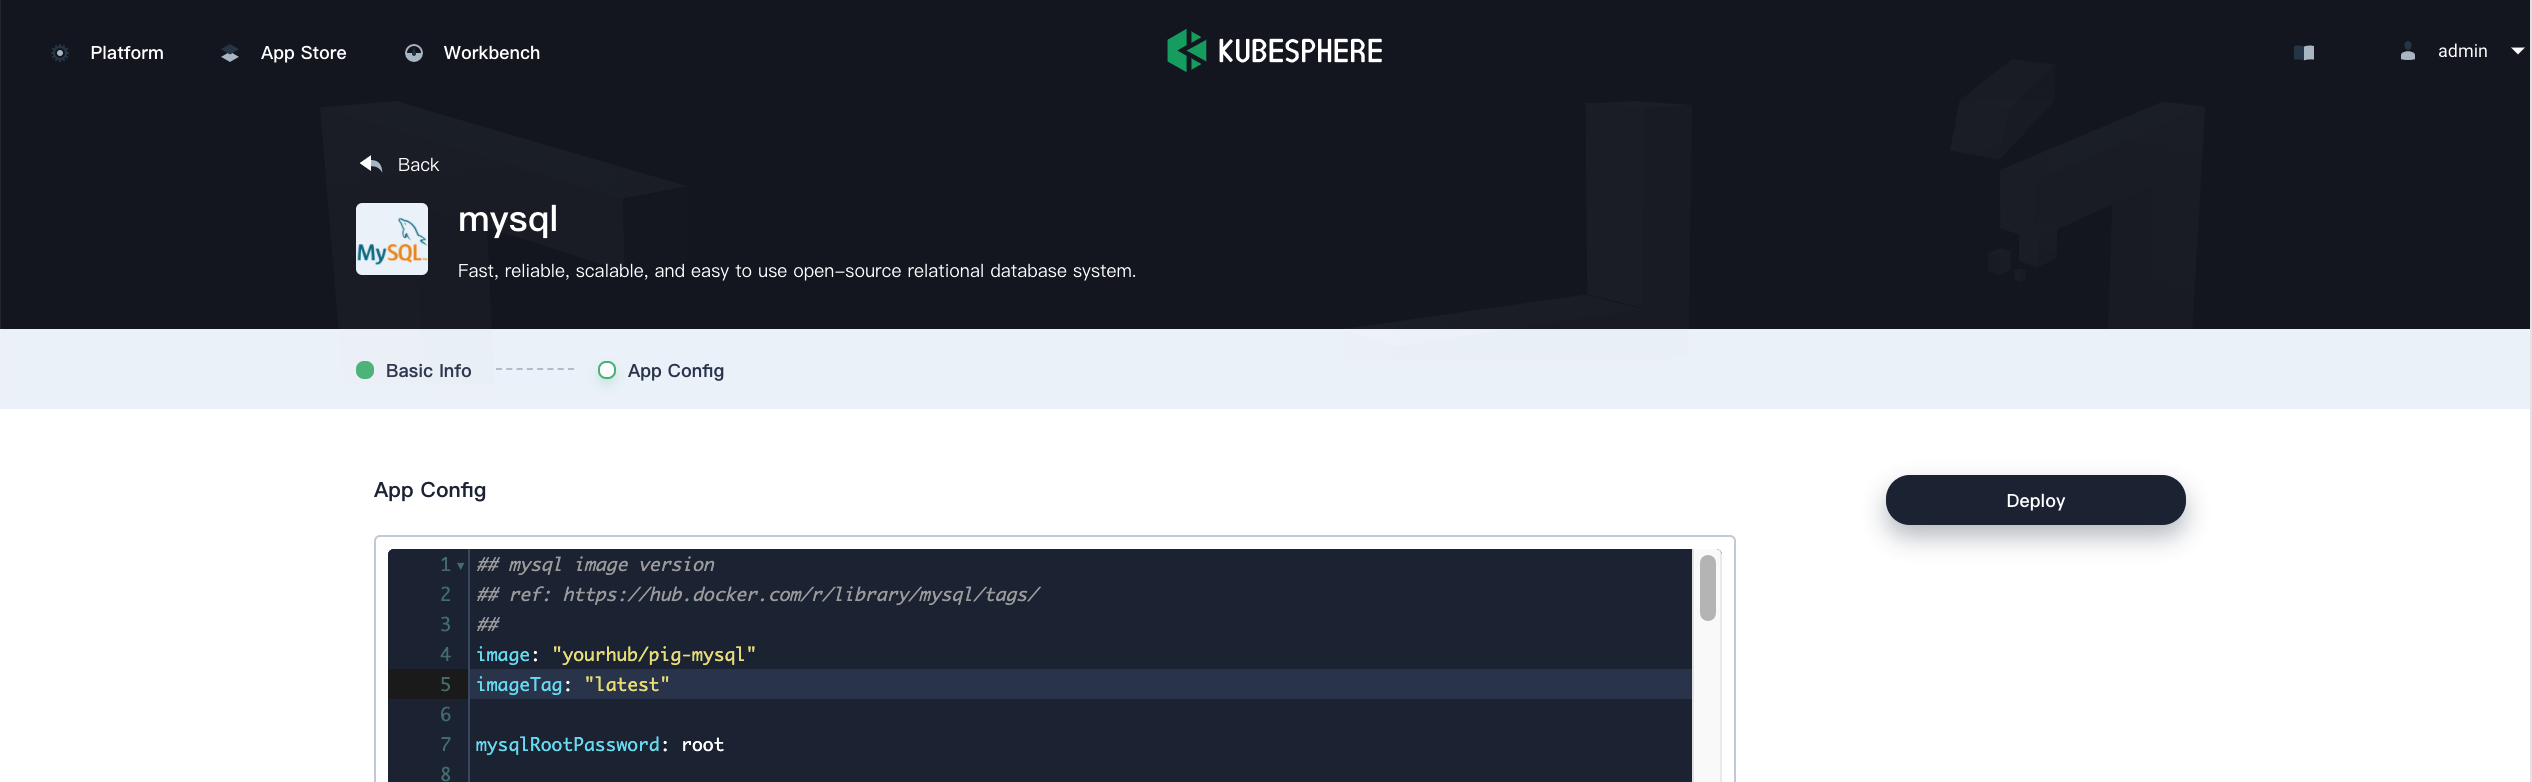 Platform
App Store
Workbench
KUBESPHERE
admin
Back
MySQL
mysql
Fast, reliable, scalable, and easy to use open-source relational database system.
Basic Info
App Config
App Config
Deploy
1 ## mysql image version
2 ## ref: https://hub.docker.com/r/library/mysql/tags/
3 ##
4 image: "yourhub/pig-mysql"
5 imageTag: "latest"
6
7 mysqlRootPassword: root
8